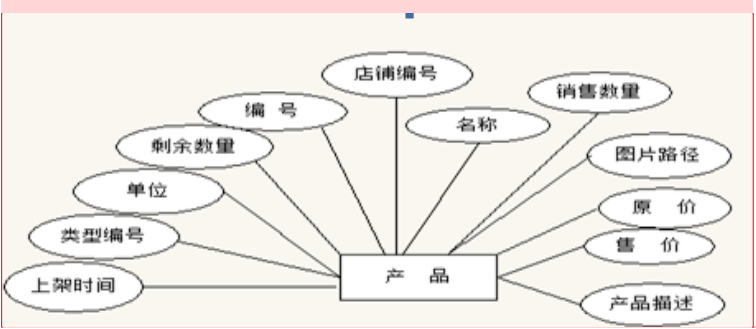 店铺编号
销售数量
编 号
名称
剩余数量
图片路径
单位
原 价
类型编号
售 价
产 品
上架时间
产品描述